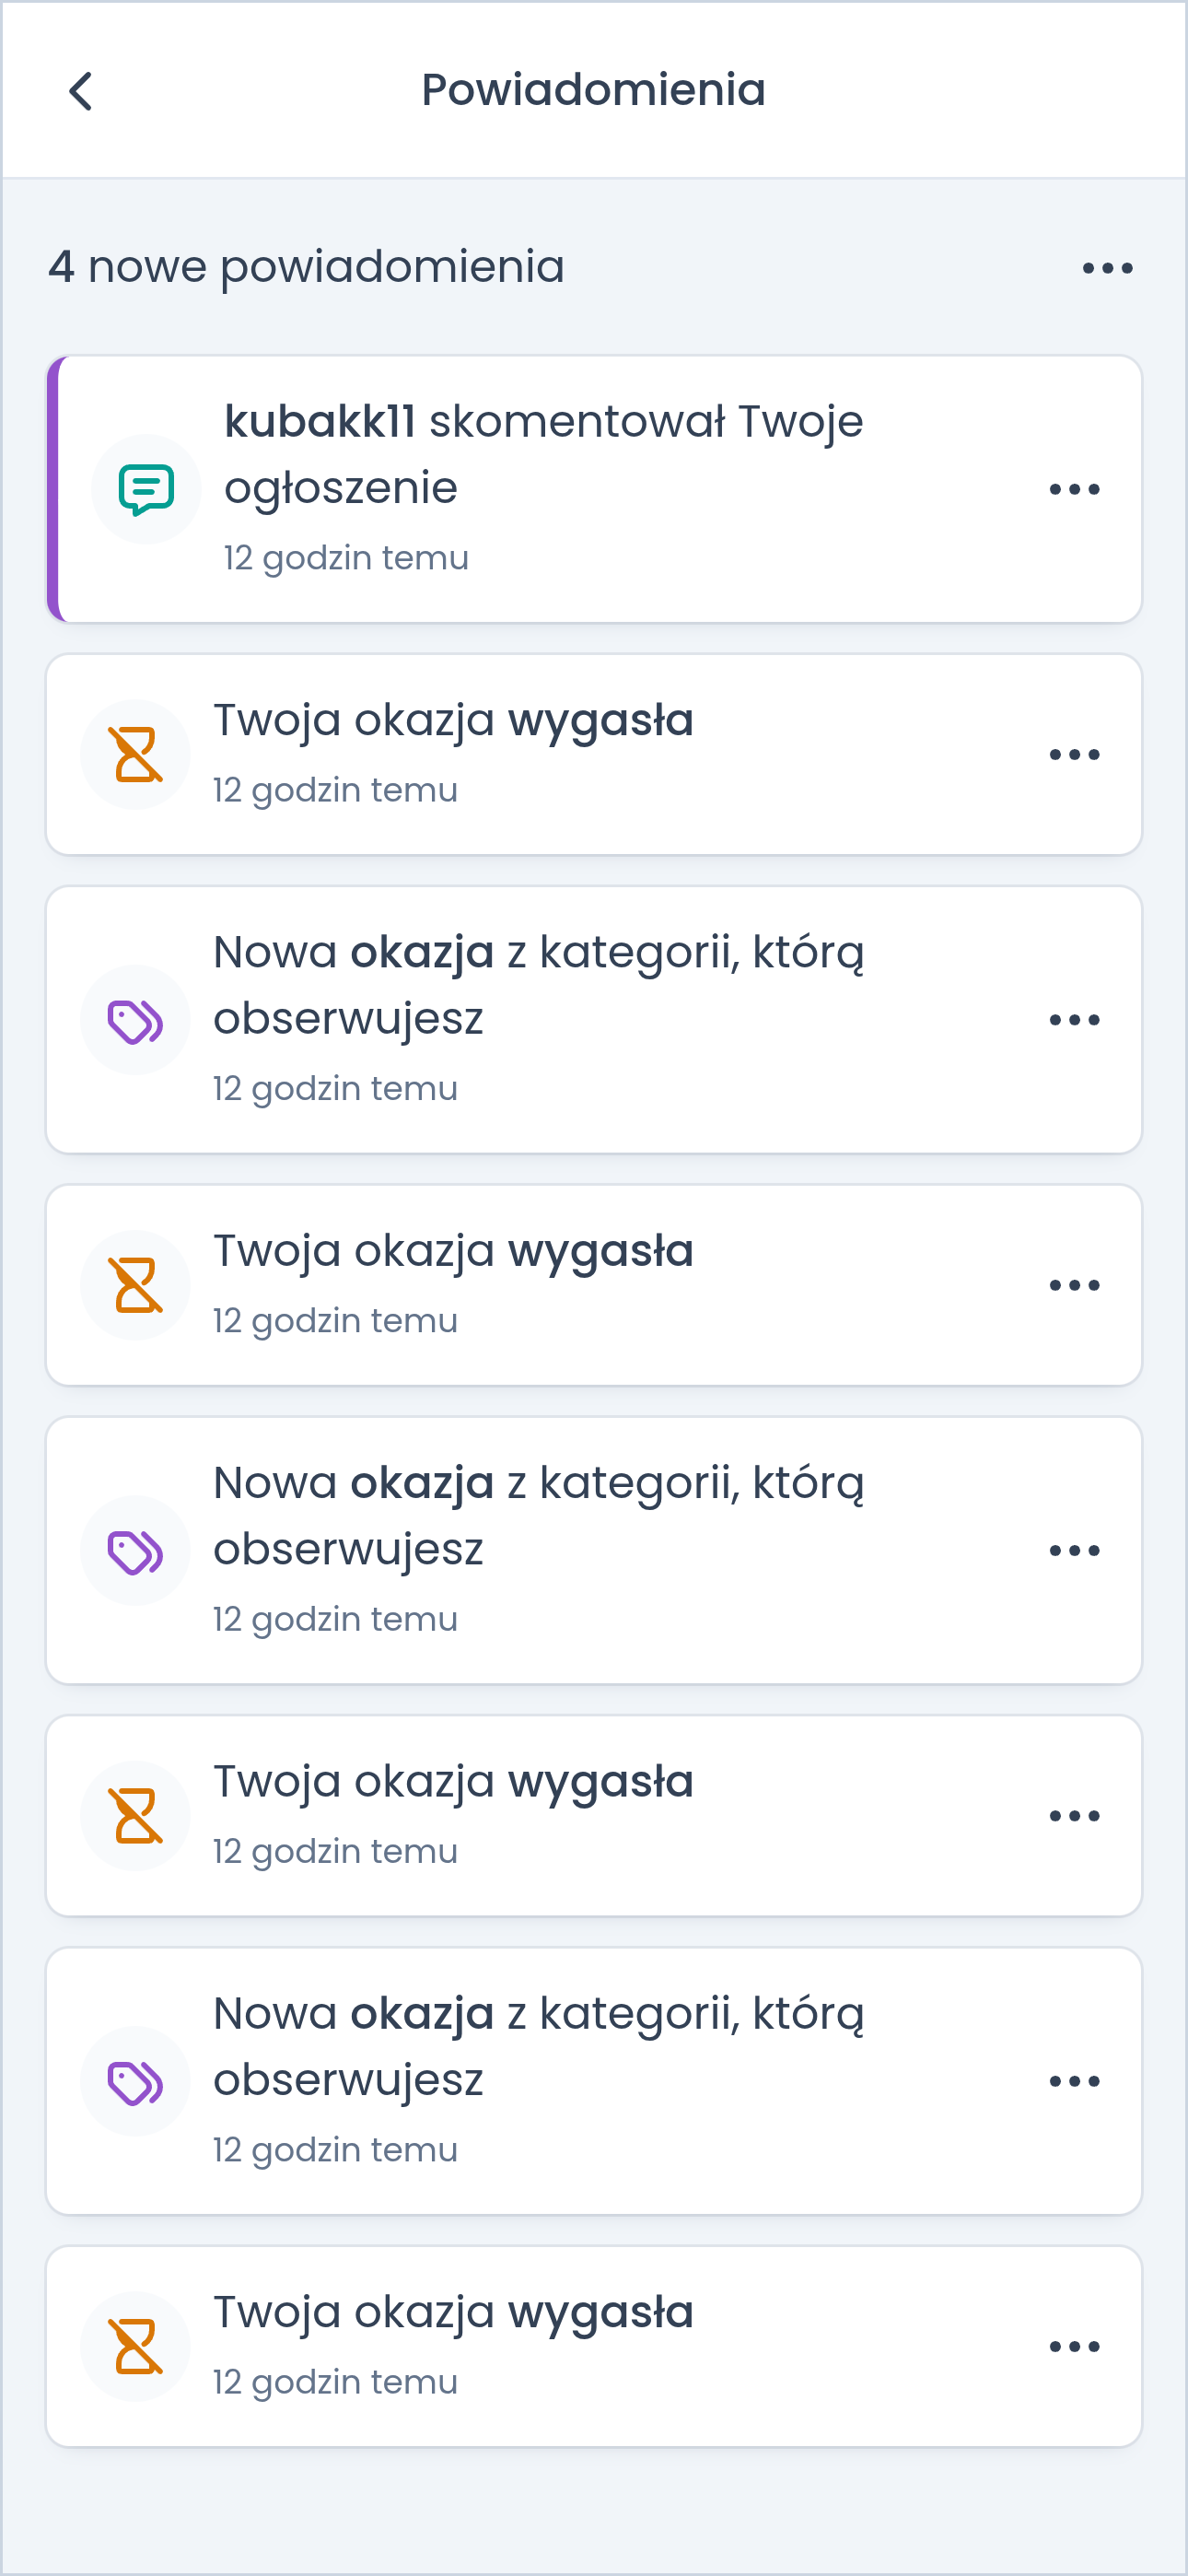 Powiadomienia
4 nowe powiadomienia
kubakk11 skomentował Twoje
ogłoszenie
12 godzin temu
Twoja okazja wygasła
12 godzin temu
Nowa okazja z kategorii, którą
obserwujesz
12 godzin temu
Twoja okazja wygasła
12 godzin temu
Nowa okazja z kategorii, którą
obserwujesz
12 godzin temu
Twoja okazja wygasła
12 godzin temu
Nowa okazja z kategorii, którą
obserwujesz
12 godzin temu
Twoja okazja wygasła
12 godzin temu